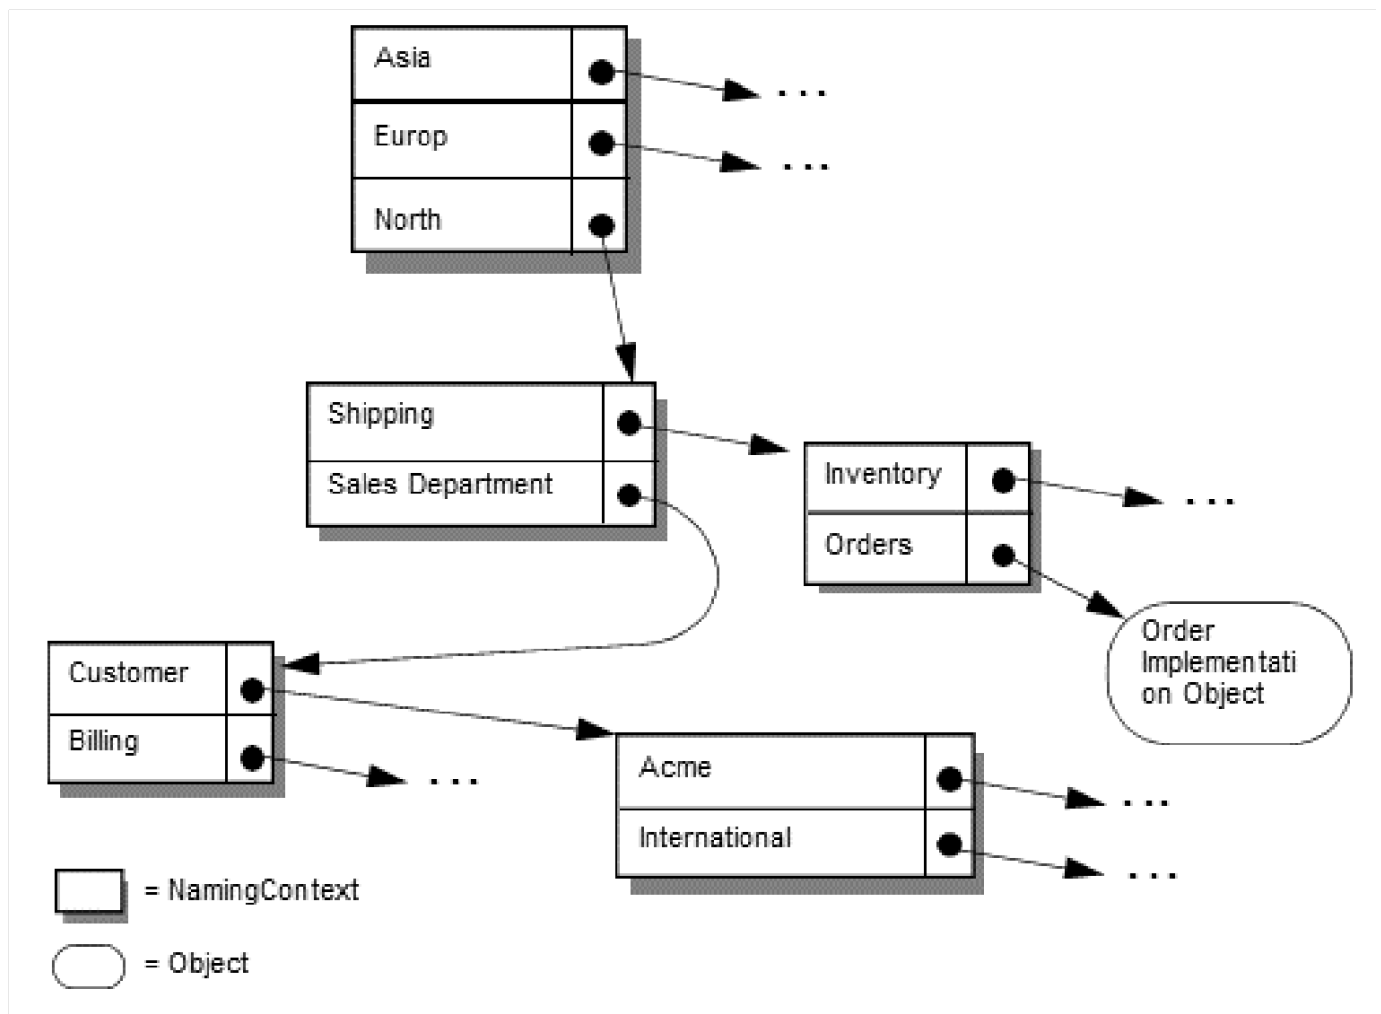 Asia
...
Europ
...
North
Shipping
Sales Department
Inventory
...
Orders
Order
Implementati
on Object
Customer
Billing
...
Acme
...
International
...
= NamingContext
= Object